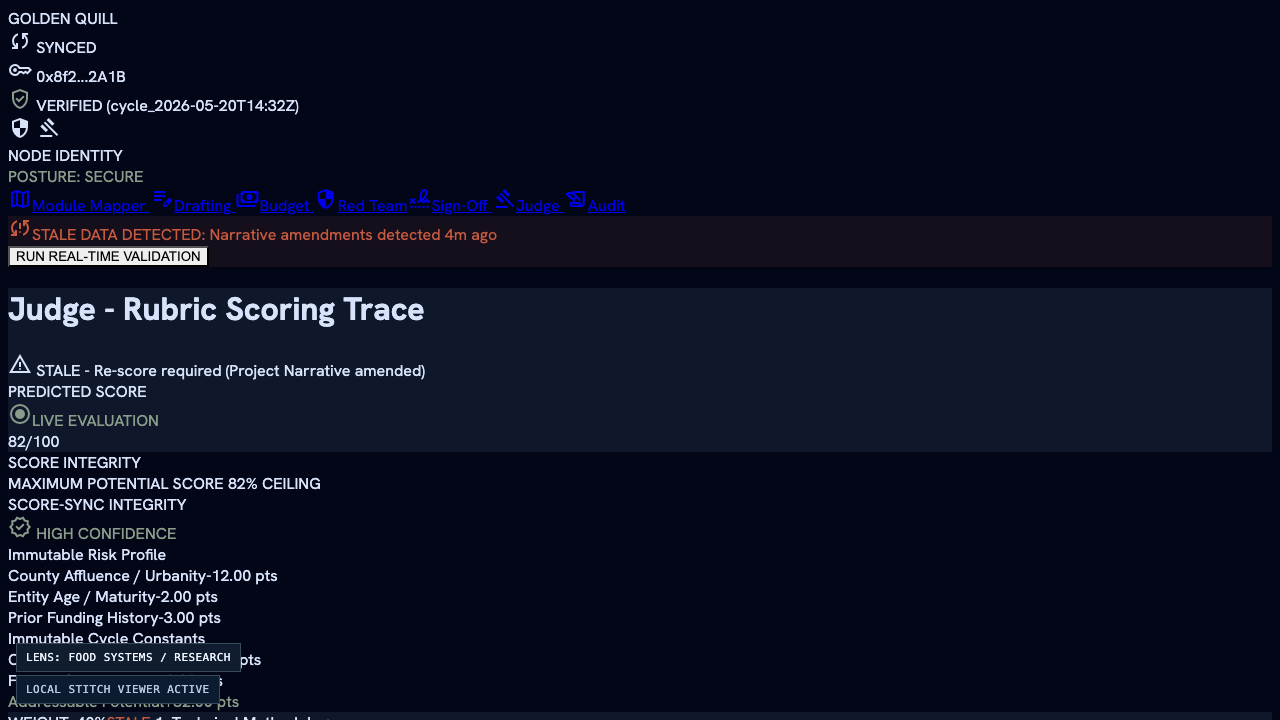 GOLDEN QUILL
SYNCED
0x8f2...2A1B
VERIFIED (cycle_2026-05-20T14:32Z)
NODE IDENTITY
POSTURE: SECURE
Module Mapper Drafting Budget Red Team Sign-Off Judge Audit
STALE DATA DETECTED: Narrative amendments detected 4m ago
RUN REAL-TIME VALIDATION
Judge - Rubric Scoring Trace
STALE - Re-score required (Project Narrative amended)
PREDICTED SCORE
LIVE EVALUATION
82/100
SCORE INTEGRITY
MAXIMUM POTENTIAL SCORE 82% CEILING
SCORE-SYNC INTEGRITY
HIGH CONFIDENCE
Immutable Risk Profile
County Affluence / Urbanity-12.00 pts
Entity Age / Maturity-2.00 pts
Prior Funding History-3.00 pts
Immutable Cycle Constants
pts
LENS: FOOD SYSTEMS / RESEARCH
LOCAL STITCH VIEWER ACTIVE
Addressable Potential+82.00 pts